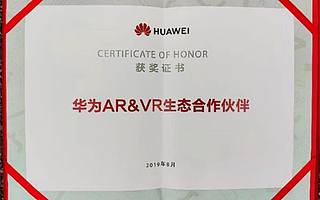 HUAWEI
CERTIFICATE OF HONOR
获奖证书
华为AR&VR生态合作伙伴
2019年8月